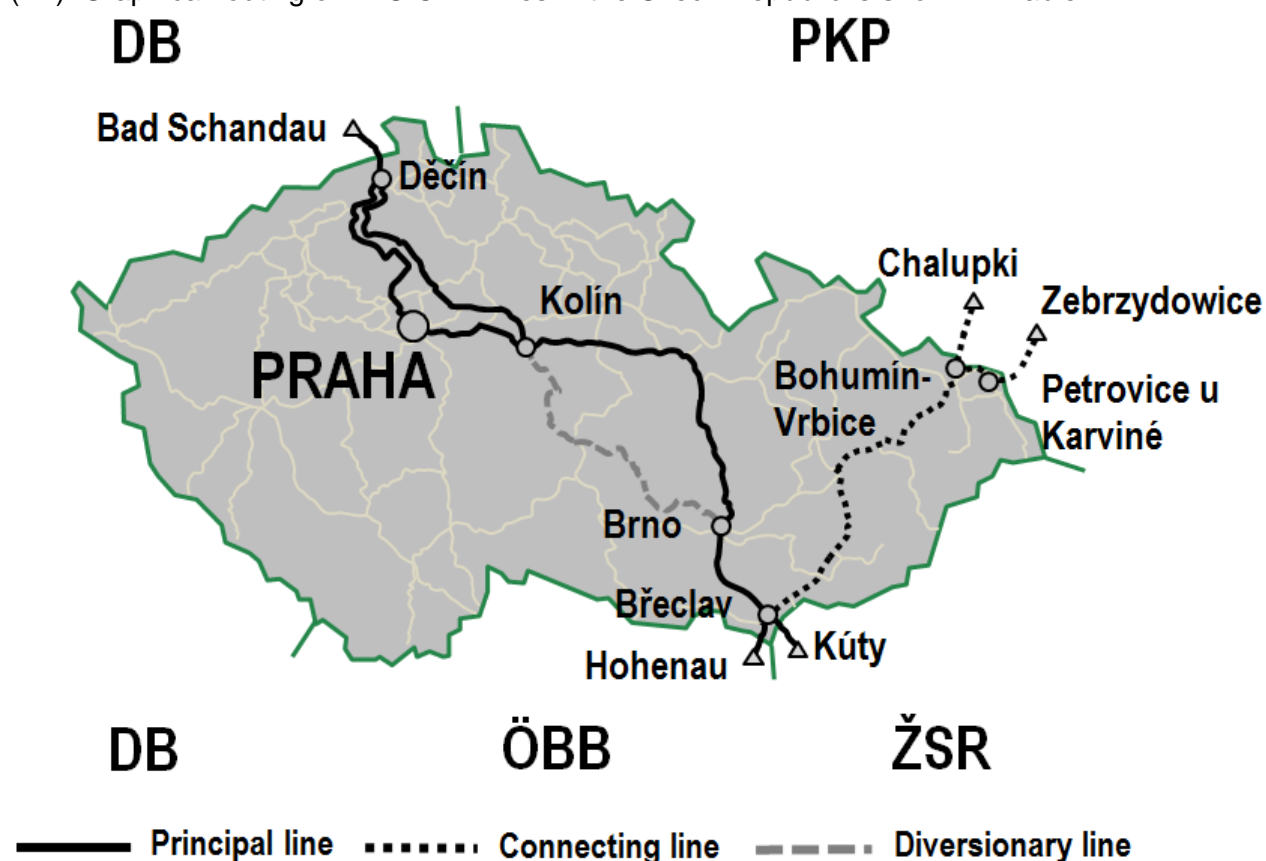 DB
PKP
Bad Schandau
Děčín
Chalupki
Kolín
Zebrzydowice
PRAHA
Bohumín-
Vrbice
Petrovice u
Karviné
Brno
Břeclav
Hohenau
Kúty
DB
ÖBB
ŽSR
Principal line
Connecting line
Diversionary line